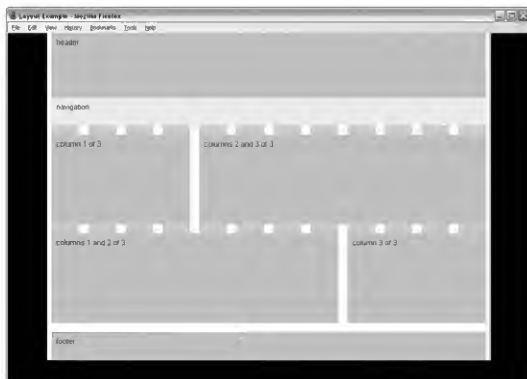 Layout Example - Mozilla Firefox
File Edit View History Bookmarks Tools Help
header
navigation
column 1 of 3
columns 2 and 3 of 3
columns 1 and 2 of 3
column 3 of 3
footer